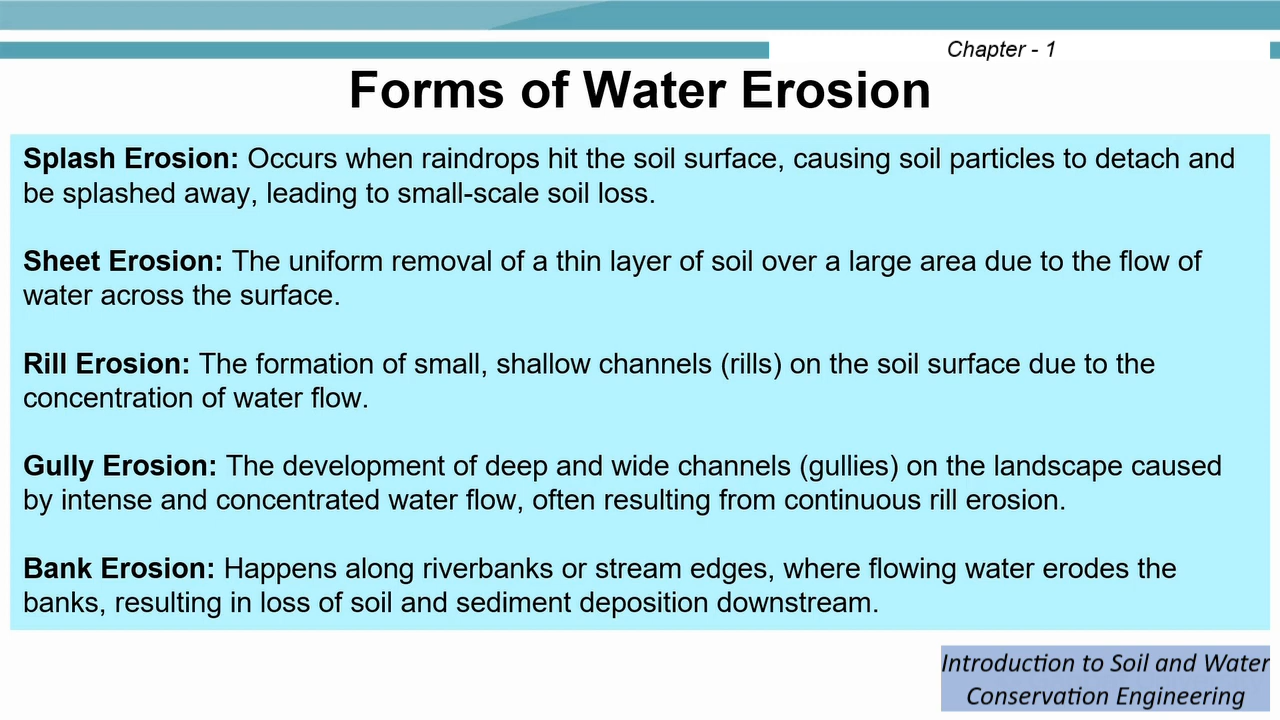 Chapter - 1
Forms of Water Erosion
Splash Erosion: Occurs when raindrops hit the soil surface, causing soil particles to detach and
be splashed away, leading to small-scale soil loss.
Sheet Erosion: The uniform removal of a thin layer of soil over a large area due to the flow of
water across the surface.
Rill Erosion: The formation of small, shallow channels (rills) on the soil surface due to the
concentration of water flow.
Gully Erosion: The development of deep and wide channels (gullies) on the landscape caused
by intense and concentrated water flow, often resulting from continuous rill erosion.
Bank Erosion: Happens along riverbanks or stream edges, where flowing water erodes the
banks, resulting in loss of soil and sediment deposition downstream.
Introduction to Soil and Water
Conservation Engineering